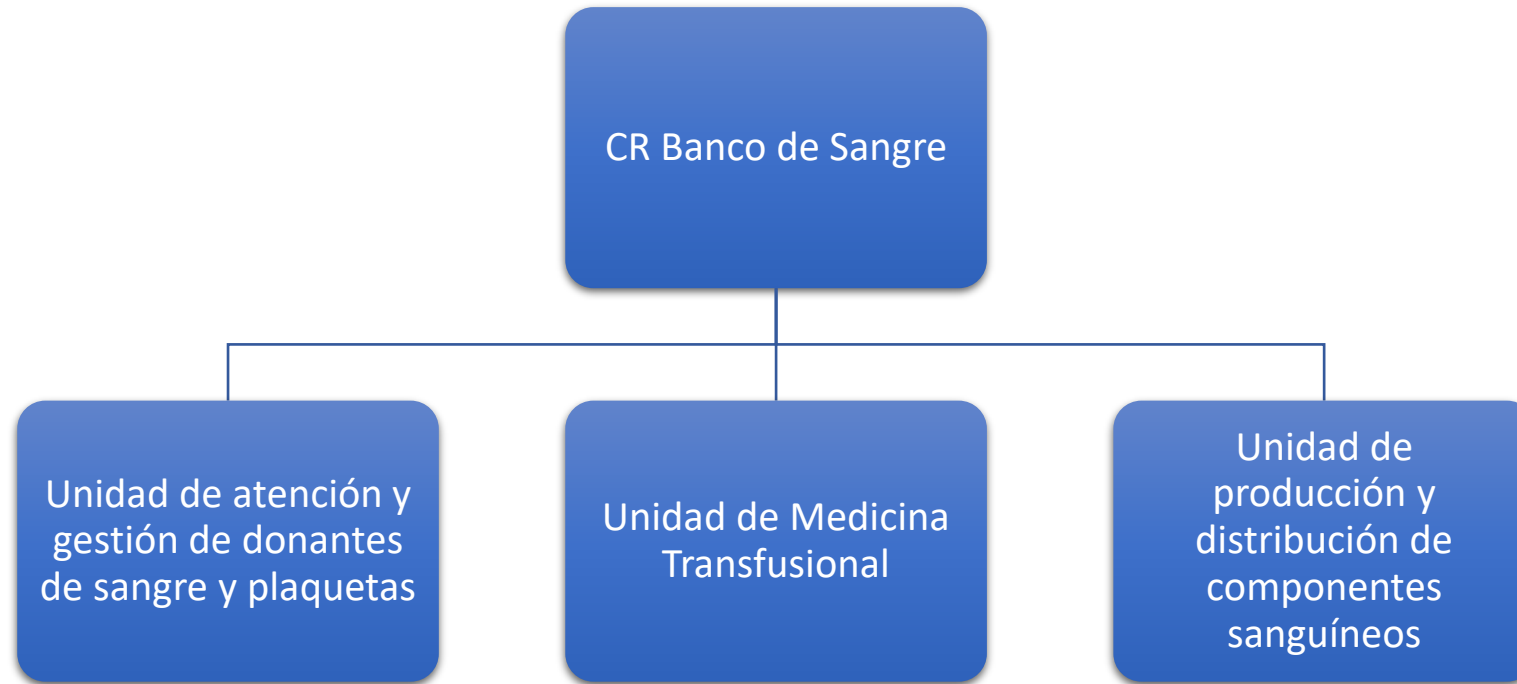 CR Banco de Sangre
Unidad de atención y
gestión de donantes
de sangre y plaquetas
Unidad de Medicina
Transfusional
Unidad de
producción y
distribución de
componentes
sanguíneos